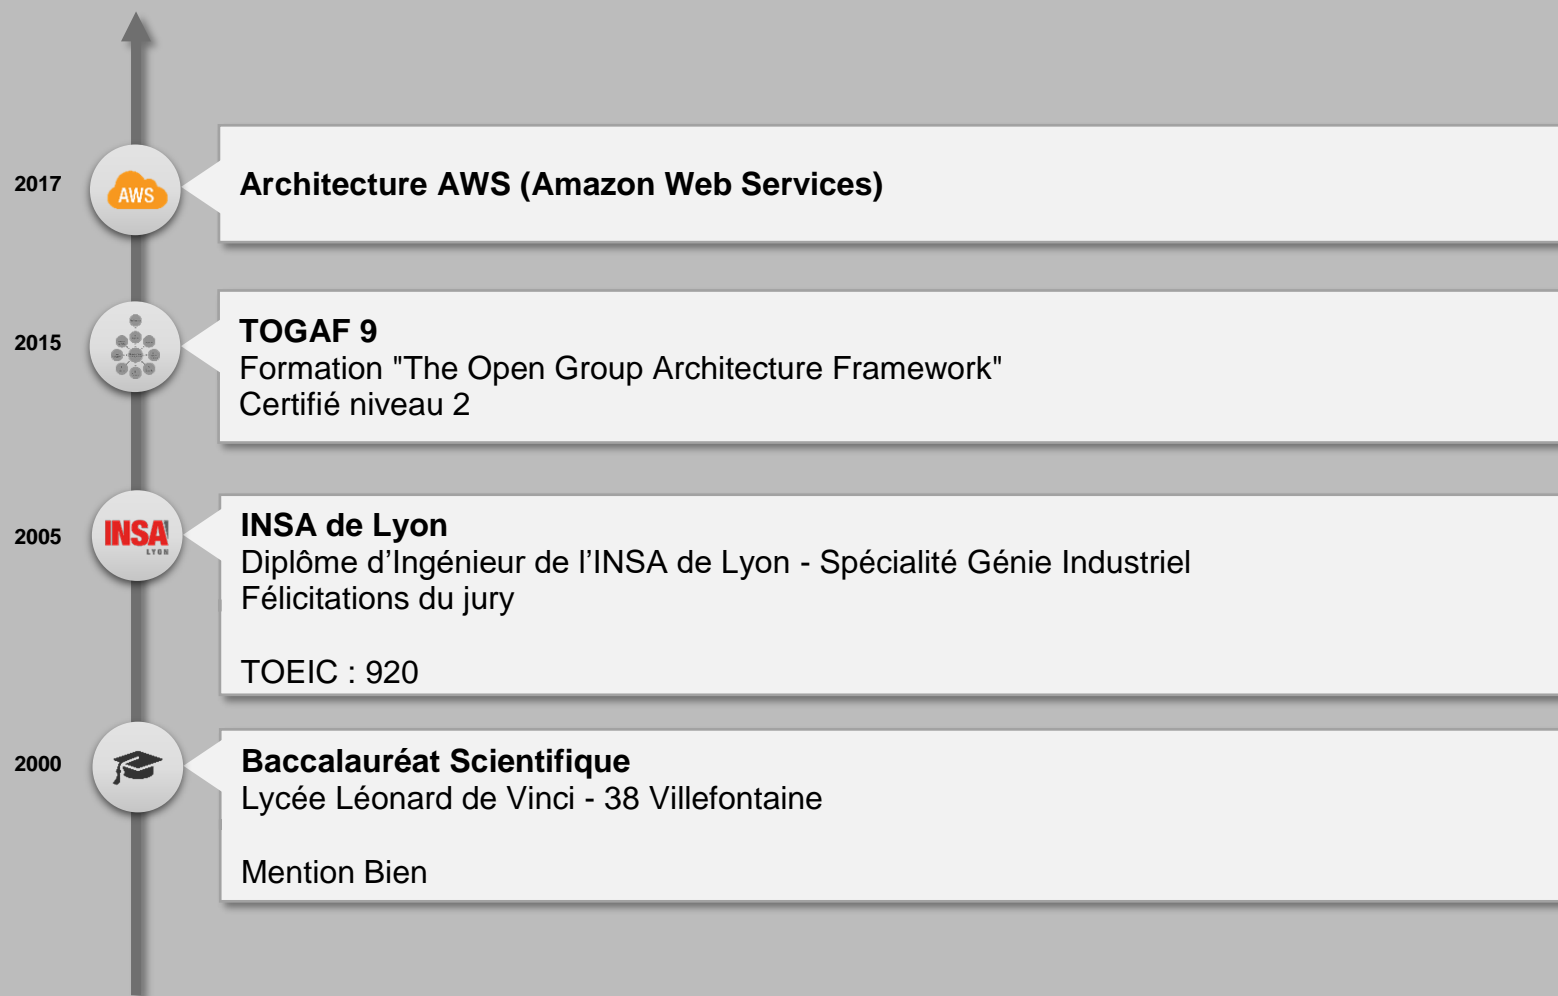 2017
AWS
Architecture AWS (Amazon Web Services)
2015
TOGAF 9
Formation "The Open Group Architecture Framework"
Certifié niveau 2
2005
INSA
LYON
INSA de Lyon
Diplôme d’Ingénieur de l’INSA de Lyon - Spécialité Génie Industriel
Félicitations du jury
TOEIC : 920
2000
Baccalauréat Scientifique
Lycée Léonard de Vinci - 38 Villefontaine
Mention Bien